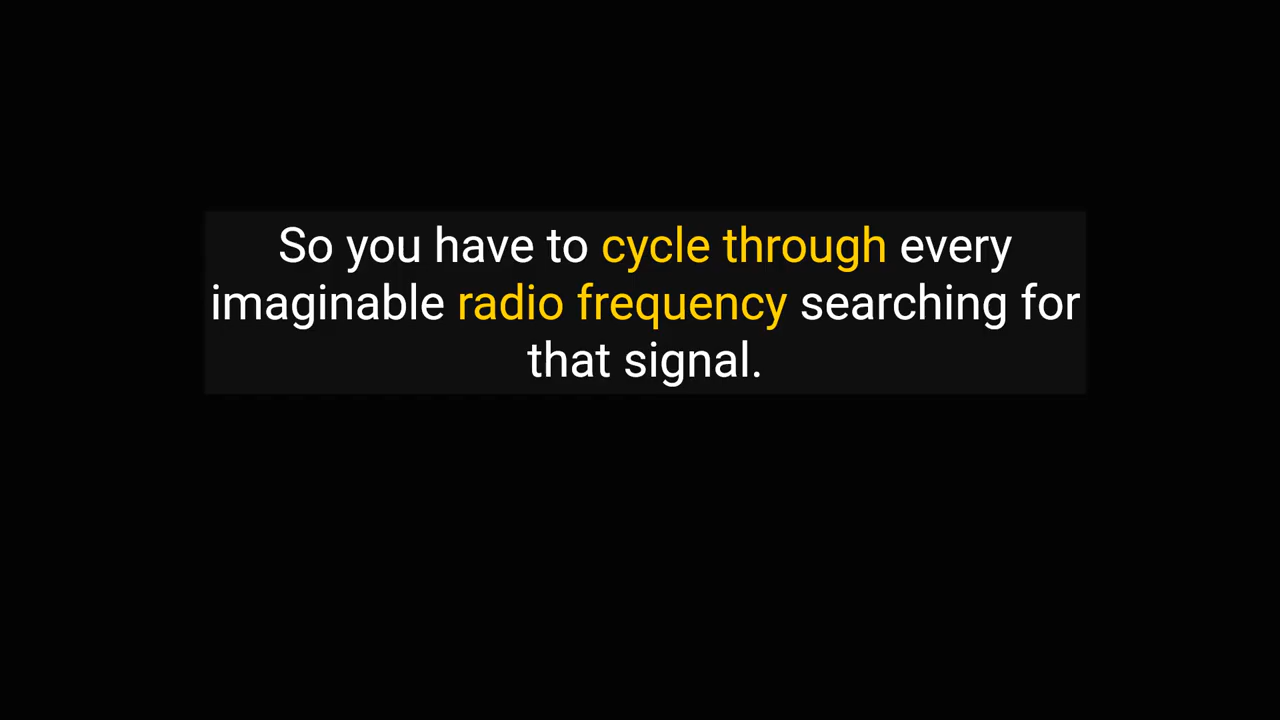 So you have to cycle through every
imaginable radio frequency searching for
that signal.